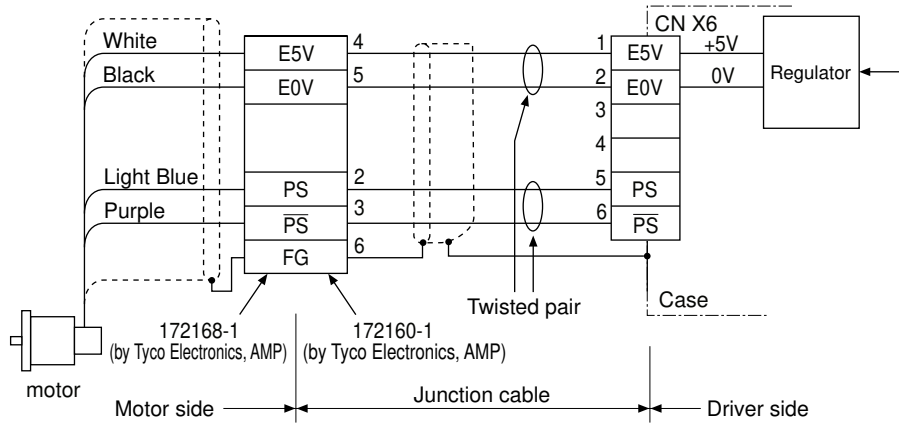 CN X6
White E5V 4 1 E5V +5V
Black E0V 5 2 E0V 0V Regulator
3
4
Light Blue PS 2 5 PS
Purple P̅S̅ 3 6 P̅S̅
FG 6
Twisted pair
Case
172168-1
(by Tyco Electronics, AMP)
172160-1
(by Tyco Electronics, AMP)
motor
Motor side
Junction cable
Driver side